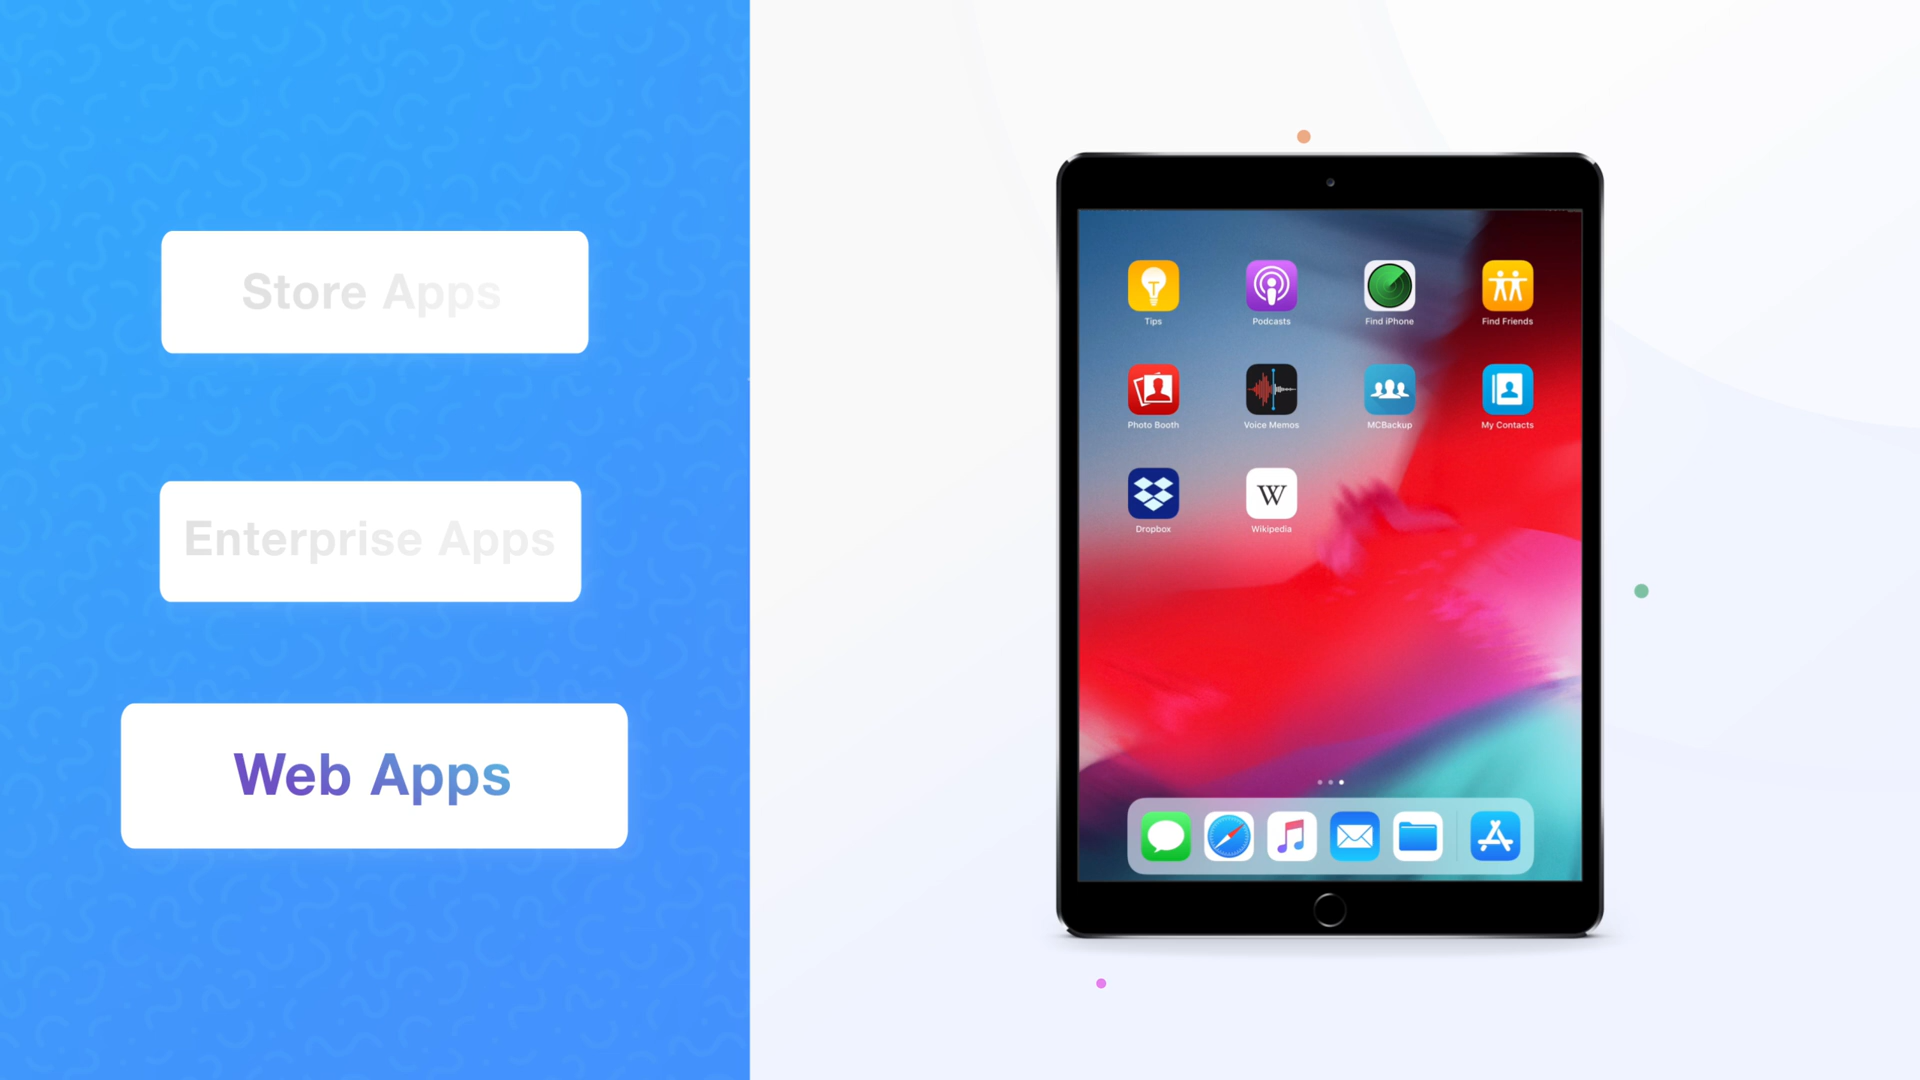 Store Apps
Enterprise Apps
Web Apps
Tips
Podcasts
Find iPhone
Find Friends
Photo Booth
Voice Memos
MCBackup
My Contacts
Dropbox
W
Wikipedia